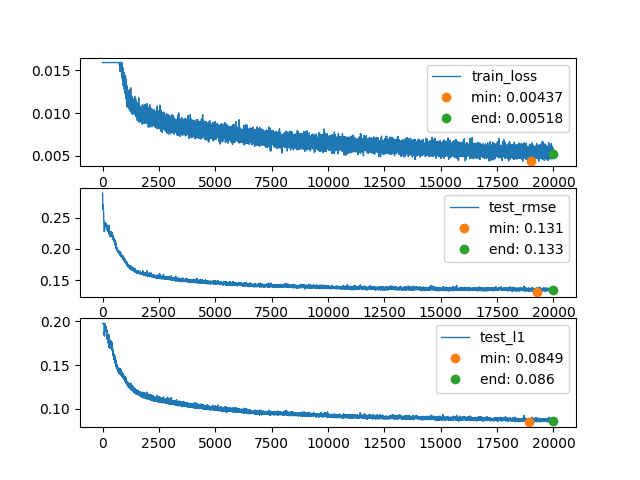 0.015
0.010
0.005
train_loss
min: 0.00437
end: 0.00518
0 2500 5000 7500 10000 12500 15000 17500 20000
0.25
0.20
0.15
test_rmse
min: 0.131
end: 0.133
0 2500 5000 7500 10000 12500 15000 17500 20000
0.20
0.15
0.10
test_l1
min: 0.0849
end: 0.086
0 2500 5000 7500 10000 12500 15000 17500 20000